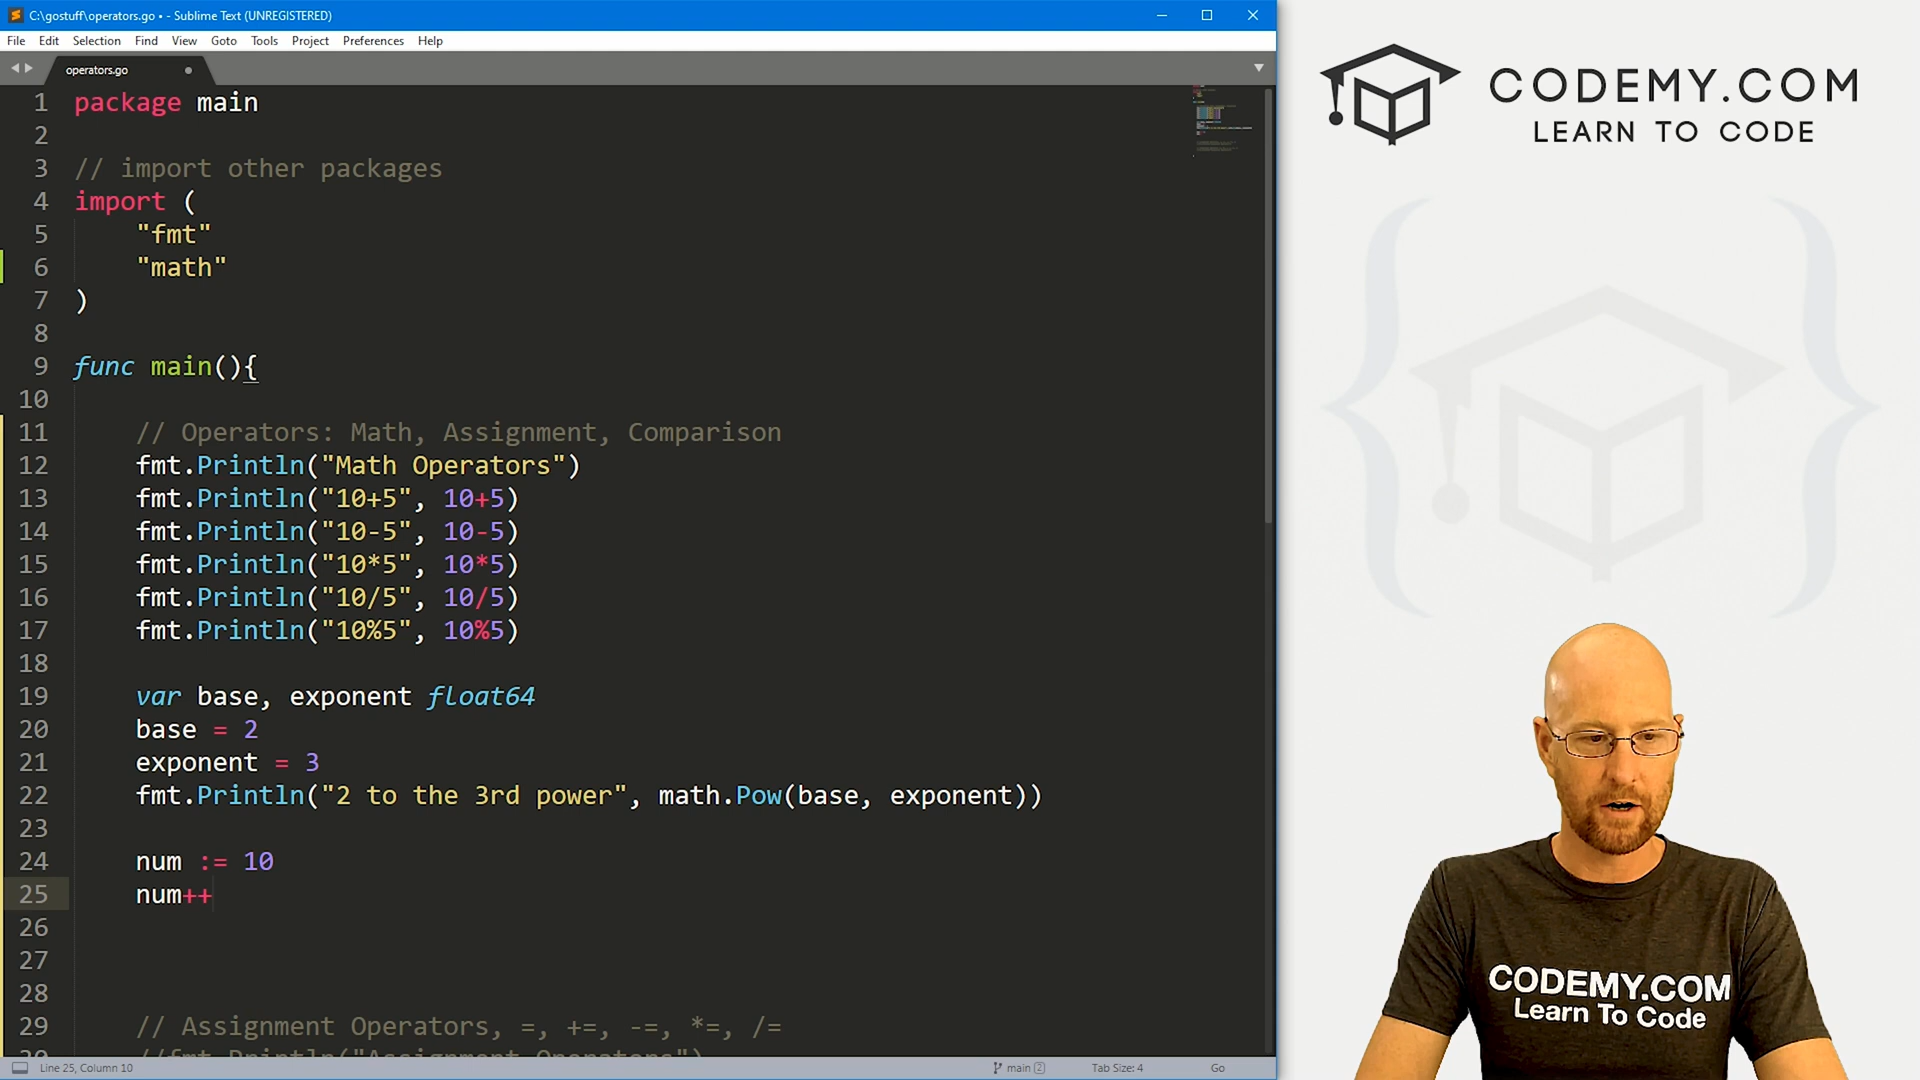 C:\gostuff\operators.go • - Sublime Text (UNREGISTERED)
File Edit Selection Find View Goto Tools Project Preferences Help
operators.go
1 package main
2
3 // import other packages
4 import (
5 "fmt"
6 "math"
7 )
8
9 func main(){
10
11 // Operators: Math, Assignment, Comparison
12 fmt.Println("Math Operators")
13 fmt.Println("10+5", 10+5)
14 fmt.Println("10-5", 10-5)
15 fmt.Println("10*5", 10*5)
16 fmt.Println("10/5", 10/5)
17 fmt.Println("10%5", 10%5)
18
19 var base, exponent float64
20 base = 2
21 exponent = 3
22 fmt.Println("2 to the 3rd power", math.Pow(base, exponent))
23
24 num := 10
25 num++
26
27
28
29 // Assignment Operators, =, +=, -=, *=, /=
30 //fmt.Println("Assignment Operators")
Line 25, Column 10
main 2
Tab Size: 4
Go
CODEMY.COM
LEARN TO CODE
CODEMY.COM
Learn To Code